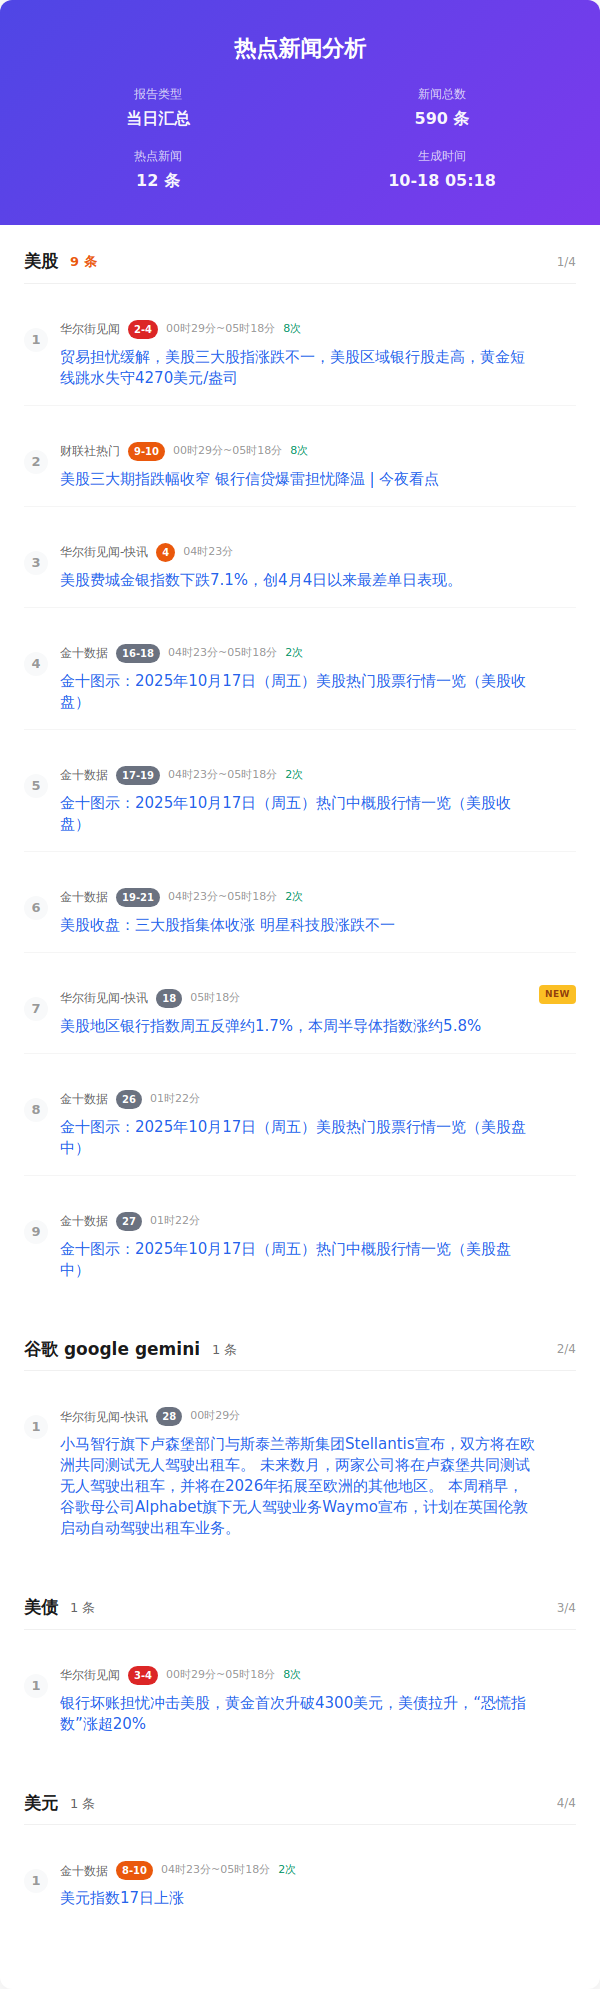 热点新闻分析
报告类型
新闻总数
当日汇总
590 条
热点新闻
生成时间
12 条
10-18 05:18
美股 9 条 1/4
1
华尔街见闻 2-4 00时29分~05时18分 8次
贸易担忧缓解，美股三大股指涨跌不一，美股区域银行股走高，黄金短
线跳水失守4270美元/盎司
2
财联社热门 9-10 00时29分~05时18分 8次
美股三大期指跌幅收窄 银行信贷爆雷担忧降温 | 今夜看点
3
华尔街见闻-快讯 4 04时23分
美股费城金银指数下跌7.1%，创4月4日以来最差单日表现。
4
金十数据 16-18 04时23分~05时18分 2次
金十图示：2025年10月17日（周五）美股热门股票行情一览（美股收
盘）
5
金十数据 17-19 04时23分~05时18分 2次
金十图示：2025年10月17日（周五）热门中概股行情一览（美股收
盘）
6
金十数据 19-21 04时23分~05时18分 2次
美股收盘：三大股指集体收涨 明星科技股涨跌不一
7
华尔街见闻-快讯 18 05时18分 NEW
美股地区银行指数周五反弹约1.7%，本周半导体指数涨约5.8%
8
金十数据 26 01时22分
金十图示：2025年10月17日（周五）美股热门股票行情一览（美股盘
中）
9
金十数据 27 01时22分
金十图示：2025年10月17日（周五）热门中概股行情一览（美股盘
中）
谷歌 google gemini 1 条 2/4
1
华尔街见闻-快讯 28 00时29分
小马智行旗下卢森堡部门与斯泰兰蒂斯集团Stellantis宣布，双方将在欧
洲共同测试无人驾驶出租车。 未来数月，两家公司将在卢森堡共同测试
无人驾驶出租车，并将在2026年拓展至欧洲的其他地区。 本周稍早，
谷歌母公司Alphabet旗下无人驾驶业务Waymo宣布，计划在英国伦敦
启动自动驾驶出租车业务。
美债 1 条 3/4
1
华尔街见闻 3-4 00时29分~05时18分 8次
银行坏账担忧冲击美股，黄金首次升破4300美元，美债拉升，“恐慌指
数”涨超20%
美元 1 条 4/4
1
金十数据 8-10 04时23分~05时18分 2次
美元指数17日上涨